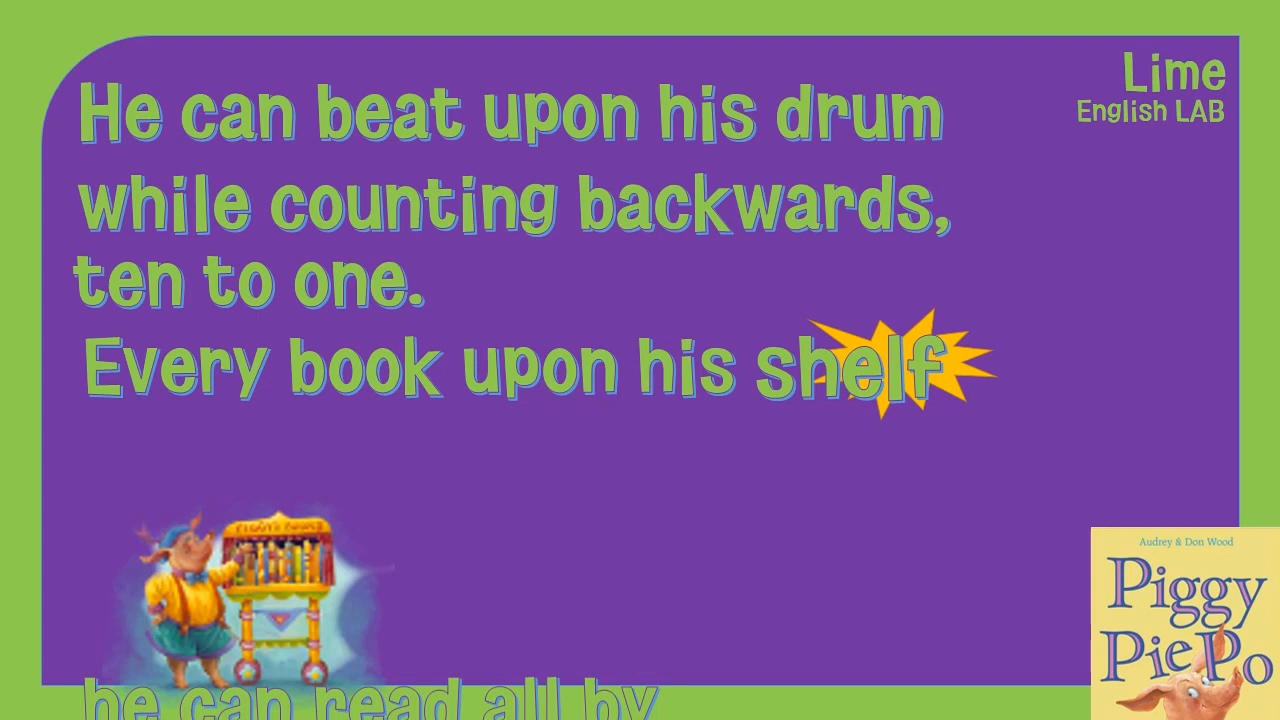 He can beat upon his drum
while counting backwards,
ten to one.
Every book upon his shelf
he can read all by
Lime
English LAB
Audrey & Don Wood
Piggy
Pie Po